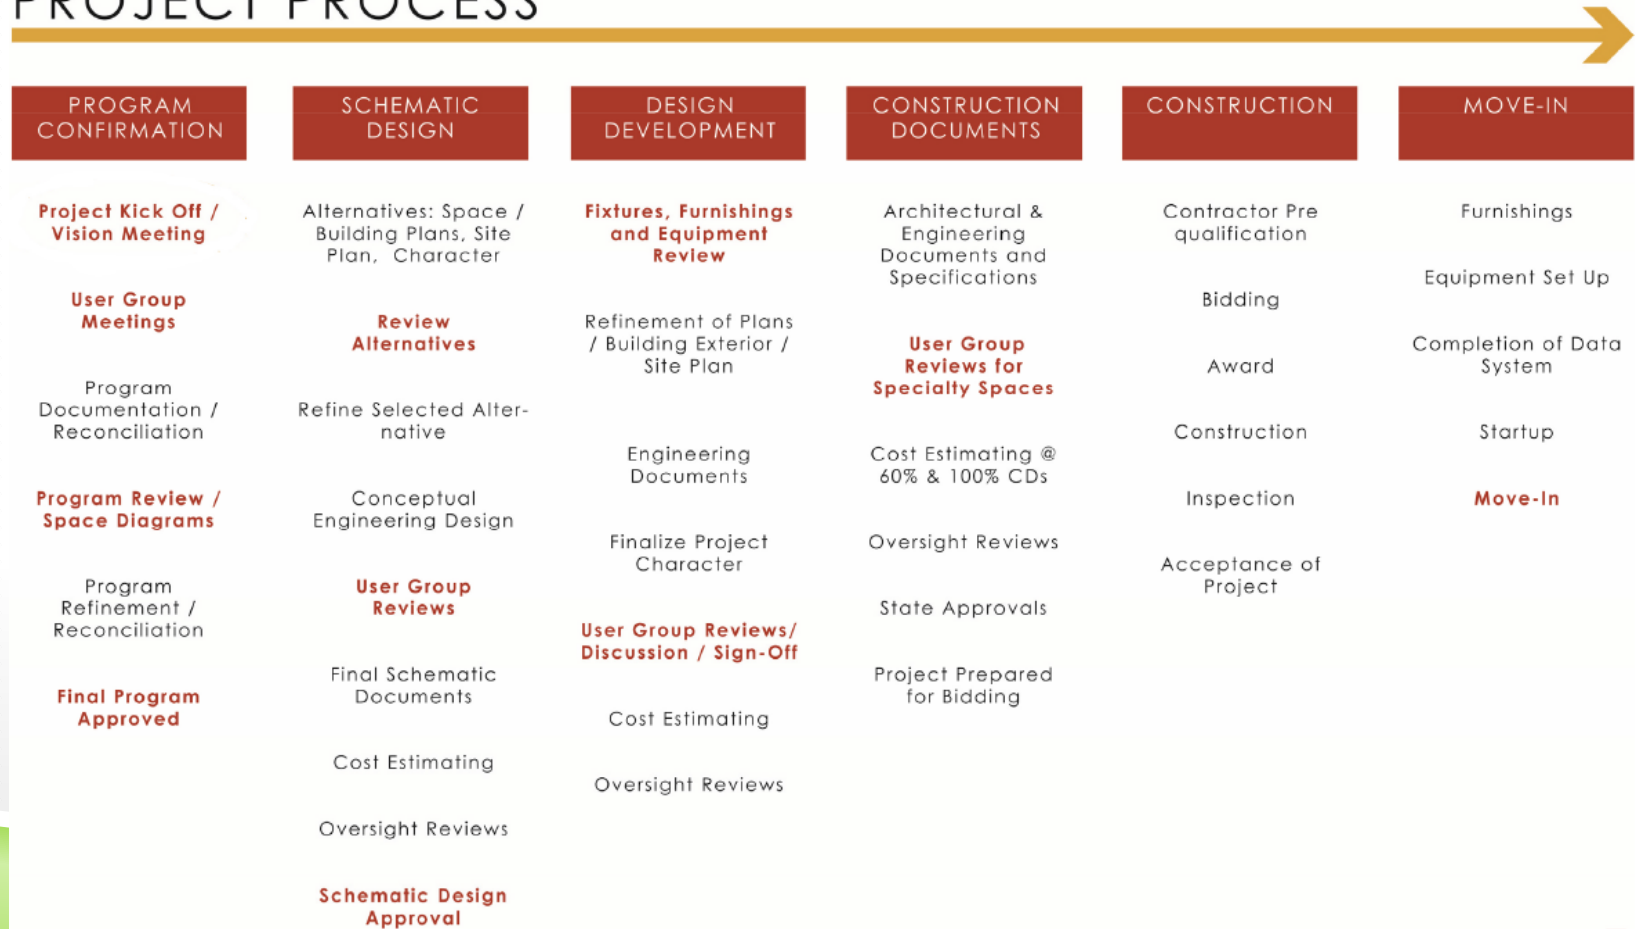 PROJECT PROCESS
PROGRAM
CONFIRMATION
Project Kick Off /
Vision Meeting
User Group
Meetings
Program
Documentation /
Reconciliation
Program Review /
Space Diagrams
Program
Refinement /
Reconciliation
Final Program
Approved
SCHEMATIC
DESIGN
Alternatives: Space /
Building Plans, Site
Plan, Character
Review
Alternatives
Refine Selected Alter-
native
Conceptual
Engineering Design
User Group
Reviews
Final Schematic
Documents
Cost Estimating
Oversight Reviews
Schematic Design
Approval
DESIGN
DEVELOPMENT
Fixtures, Furnishings
and Equipment
Review
Refinement of Plans
/ Building Exterior /
Site Plan
Engineering
Documents
Finalize Project
Character
User Group Reviews/
Discussion / Sign-Off
Cost Estimating
Oversight Reviews
CONSTRUCTION
DOCUMENTS
Architectural &
Engineering
Documents and
Specifications
User Group
Reviews for
Specialty Spaces
Cost Estimating @
60% & 100% CDs
Oversight Reviews
State Approvals
Project Prepared
for Bidding
CONSTRUCTION
Contractor Pre
qualification
Bidding
Award
Construction
Inspection
Acceptance of
Project
MOVE-IN
Furnishings
Equipment Set Up
Completion of Data
System
Startup
Move-In